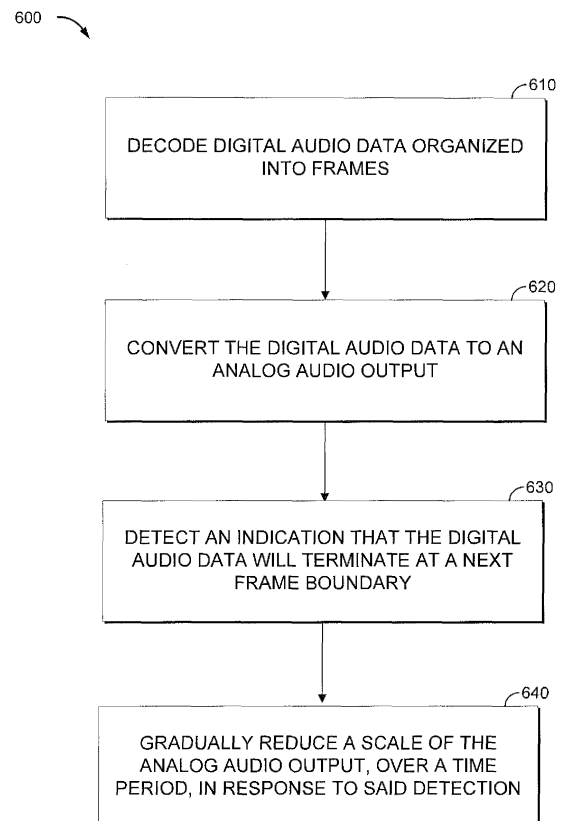 600
610
DECODE DIGITAL AUDIO DATA ORGANIZED
INTO FRAMES
620
CONVERT THE DIGITAL AUDIO DATA TO AN
ANALOG AUDIO OUTPUT
630
DETECT AN INDICATION THAT THE DIGITAL
AUDIO DATA WILL TERMINATE AT A NEXT
FRAME BOUNDARY
640
GRADUALLY REDUCE A SCALE OF THE
ANALOG AUDIO OUTPUT, OVER A TIME
PERIOD, IN RESPONSE TO SAID DETECTION